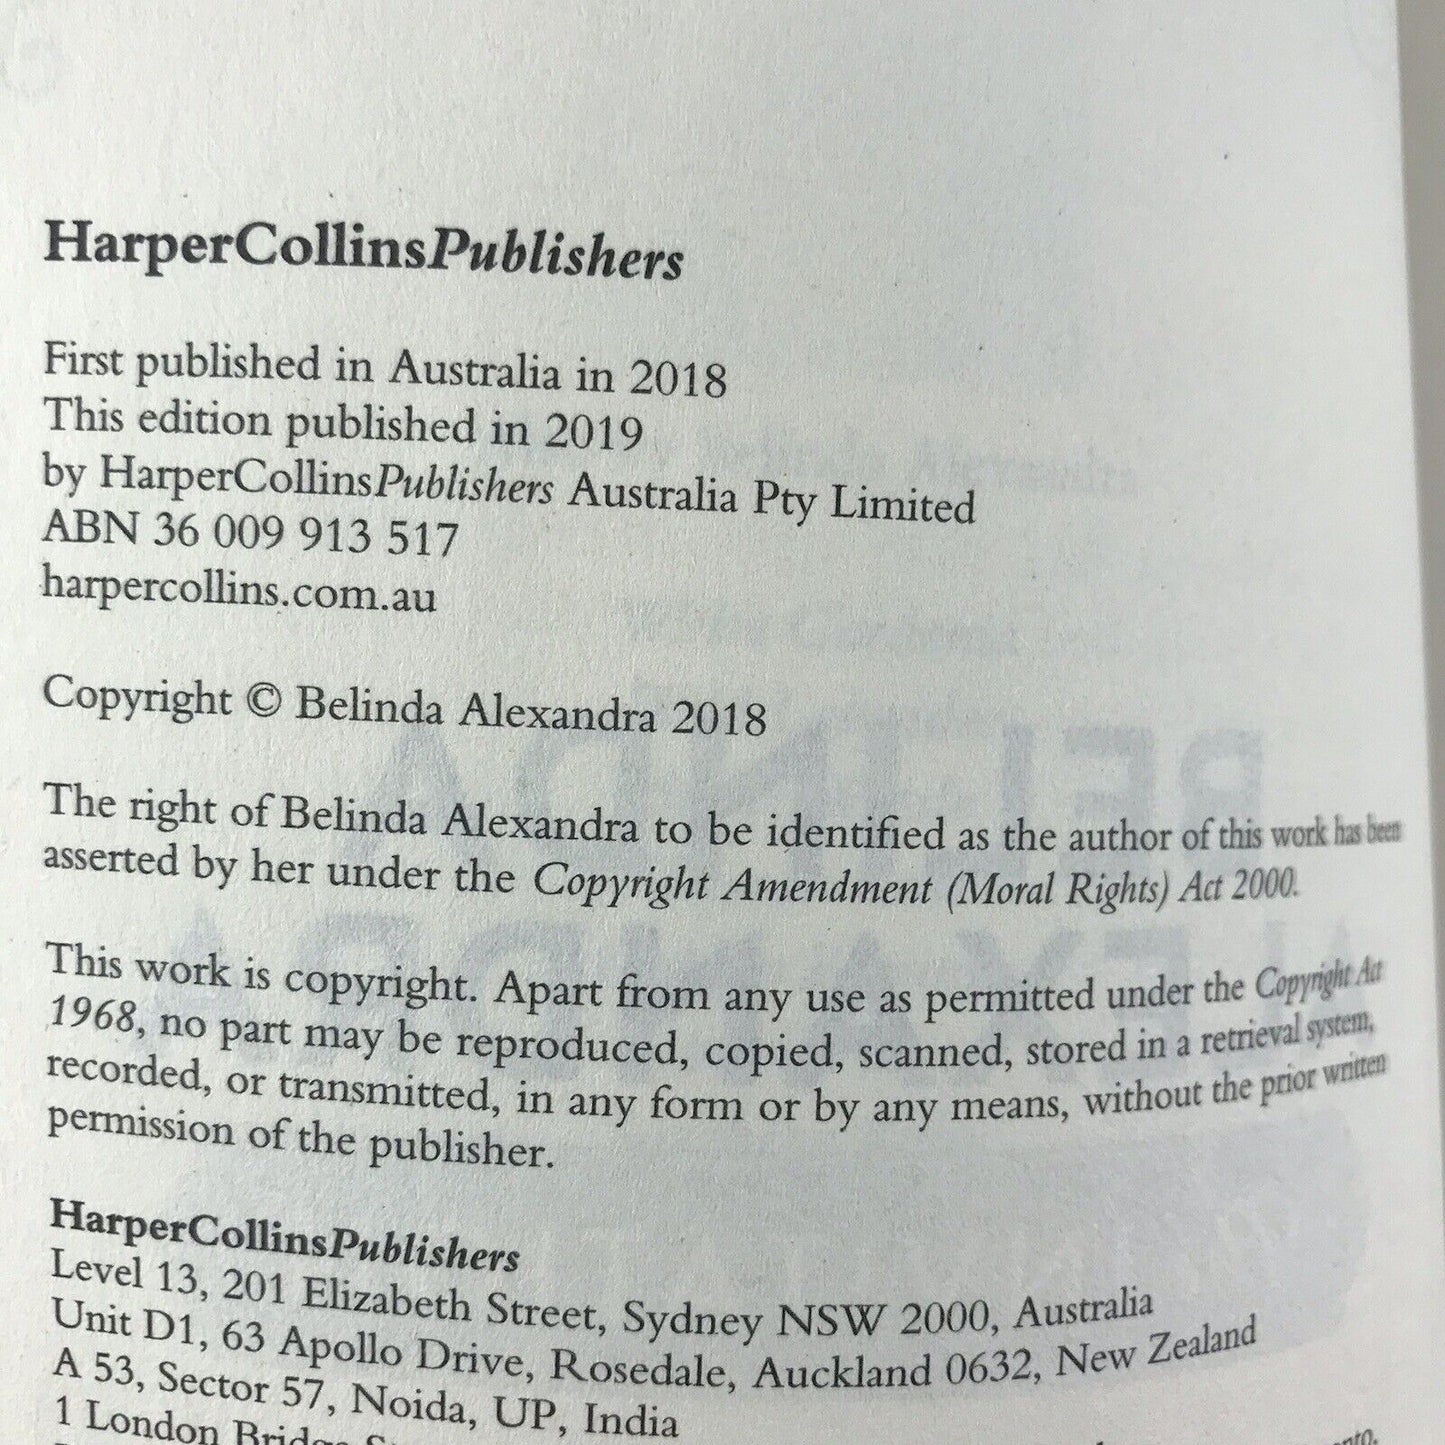 HarperCollinsPublishers
First published in Australia in 2018
This edition published in 2019
by HarperCollinsPublishers Australia Pty Limited
ABN 36 009 913 517
harpercollins.com.au
Copyright © Belinda Alexandra 2018
The right of Belinda Alexandra to be identified as the author of this work has been
asserted by her under the Copyright Amendment (Moral Rights) Act 2000.
This work is copyright. Apart from any use as permitted under the Copyright Act
1968, no part may be reproduced, copied, scanned, stored in a retrieval system,
recorded, or transmitted, in any form or by any means, without the prior written
permission of the publisher.
HarperCollinsPublishers
Level 13, 201 Elizabeth Street, Sydney NSW 2000, Australia
Unit D1, 63 Apollo Drive, Rosedale, Auckland 0632, New Zealand
A 53, Sector 57, Noida, UP, India
1 London Bridge